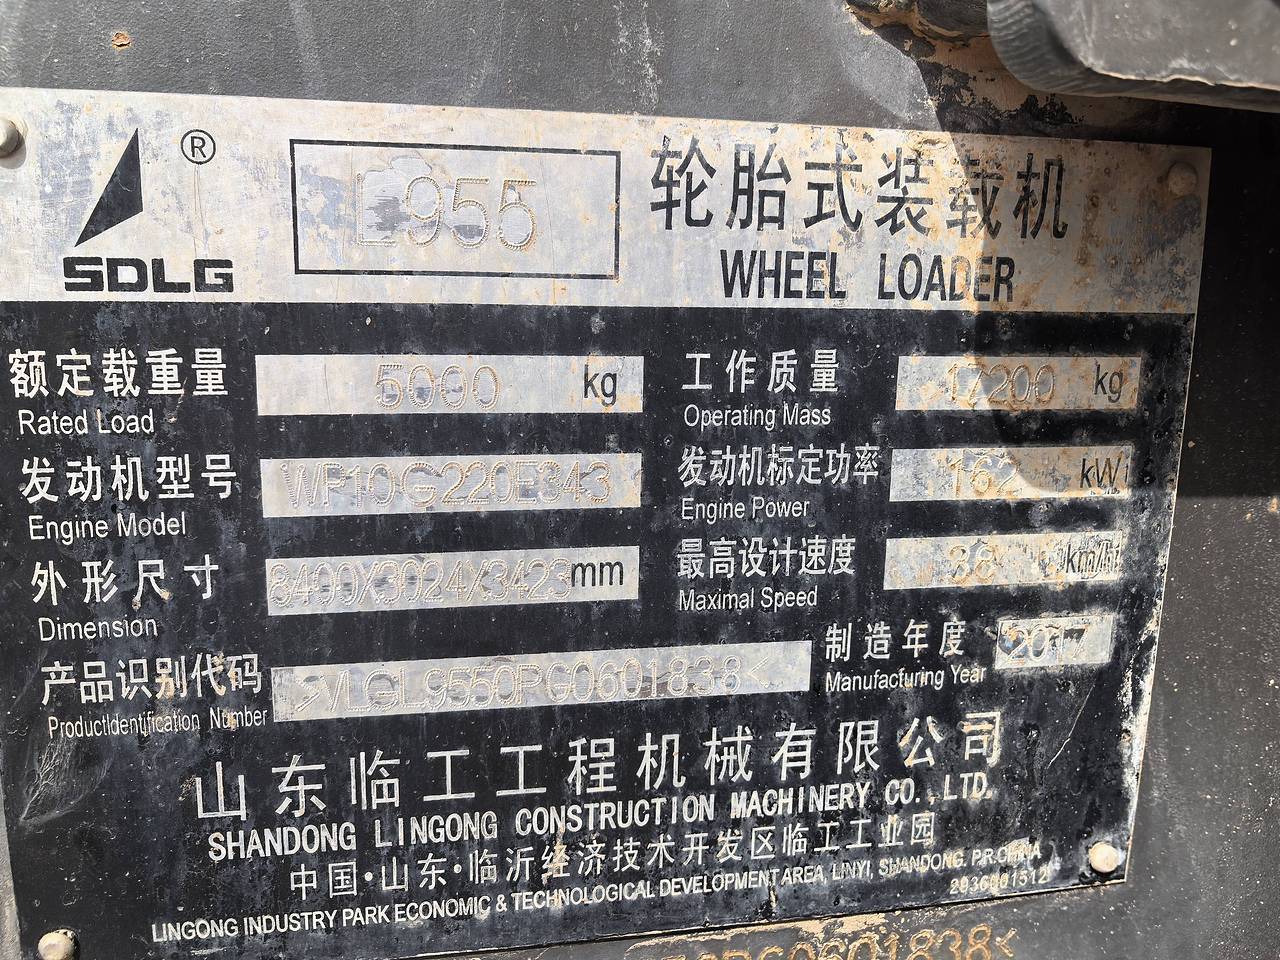 ®
SDLG
L955
轮胎式装载机
WHEEL LOADER
额定载重量 5000 kg
Rated Load
工作质量 17200 kg
Operating Mass
发动机型号 WP10G220E343
Engine Model
发动机标定功率 162 kW
Engine Power
外形尺寸 8400X3024X3423mm
Dimension
最高设计速度 38 km/h
Maximal Speed
产品识别代码 >VLGL9550PG0601838<
ProductIdentification Number
制造年度 2017
Manufacturing Year
山东临工工程机械有限公司
SHANDONG LINGONG CONSTRUCTION MACHINERY CO.,LTD.
中国·山东·临沂经济技术开发区临工工业园
LINGONG INDUSTRY PARK ECONOMIC & TECHNOLOGICAL DEVELOPMENT AREA, LINYI, SHANDONG. P.R.CHINA
2936001512
PG0601838<